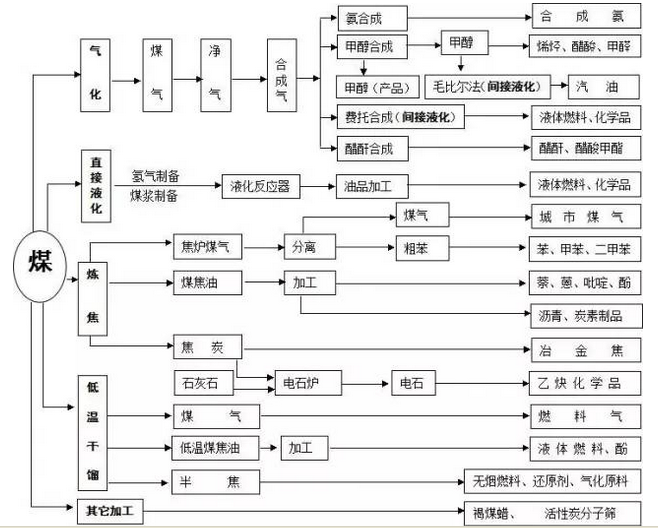 煤
气化
煤气
净气
合成气
氨合成
合成氨
甲醇合成
甲醇
烯烃、醋酸、甲醛
甲醇（产品）
毛比尔法（间接液化）
汽油
费托合成（间接液化）
液体燃料、化学品
醋酐合成
醋酐、醋酸甲酯
直接液化
氢气制备
煤浆制备
液化反应器
油品加工
液体燃料、化学品
炼焦
焦炉煤气
分离
煤气
城市煤气
粗苯
苯、甲苯、二甲苯
煤焦油
加工
萘、蒽、吡啶、酚
沥青、炭素制品
焦炭
冶金焦
石灰石
电石炉
电石
乙炔化学品
低温干馏
煤气
燃料气
低温煤焦油
加工
液体燃料、酚
半焦
无烟燃料、还原剂、气化原料
其它加工
褐煤蜡、 活性炭分子筛